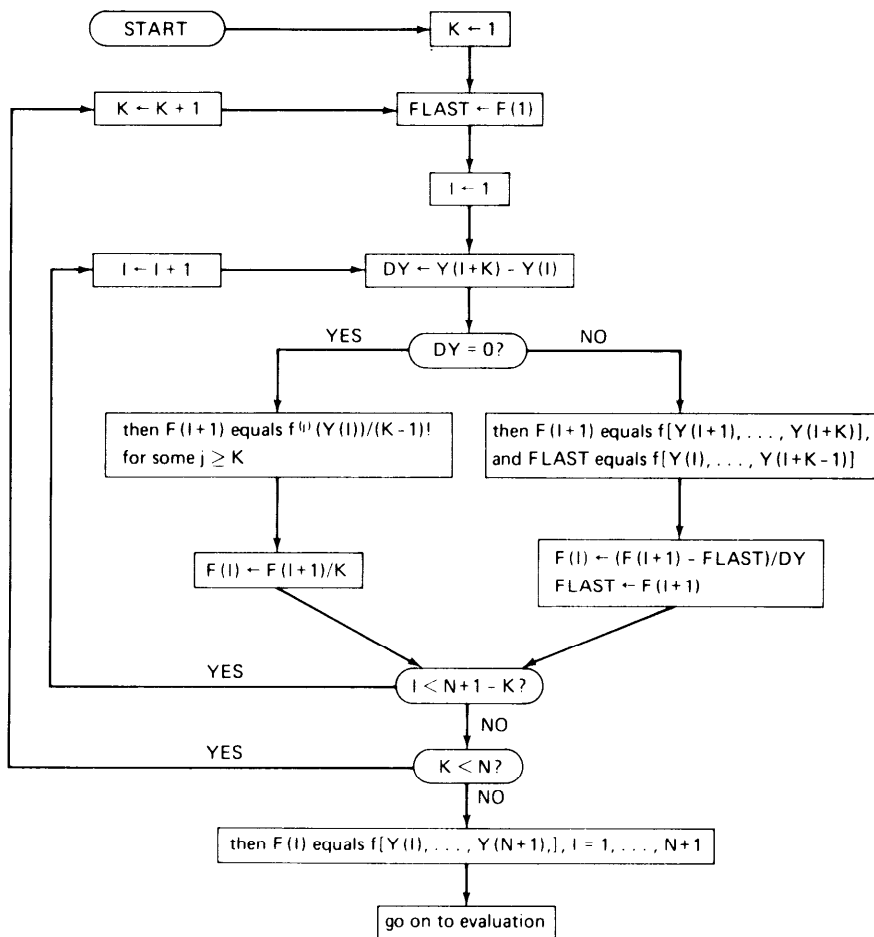 START
K ← 1
K ← K + 1
FLAST ← F(1)
I ← 1
I ← I + 1
DY ← Y(I+K) - Y(I)
YES
DY = 0?
NO
then F(I+1) equals f⁽ʲ⁾(Y(I))/(K-1)!
for some j ≥ K
then F(I+1) equals f[Y(I+1), . . . , Y(I+K)],
and FLAST equals f[Y(I), . . . , Y(I+K-1)]
F(I) ← F(I+1)/K
F(I) ← (F(I+1) - FLAST)/DY
FLAST ← F(I+1)
YES
I < N+1 - K?
NO
YES
K < N?
NO
then F(I) equals f[Y(I), . . . , Y(N+1),], I = 1, . . . , N+1
go on to evaluation